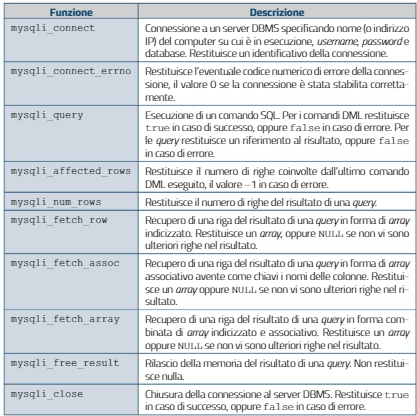 Funzione
Descrizione
mysqli_connect
Connessione a un server DBMS specificando nome (o indirizzo
IP) del computer su cui è in esecuzione, username, password e
database. Restituisce un identificativo della connessione.
mysqli_connect_errno
Restituisce l'eventuale codice numerico di errore della connes-
sione, il valore 0 se la connessione è stata stabilita corretta-
mente.
mysqli_query
Esecuzione di un comando SQL. Per i comandi DML restituisce
true in caso di successo, oppure false in caso di errore. Per
le query restituisce un riferimento al risultato, oppure false
in caso di errore.
mysqli_affected_rows
Restituisce il numero di righe coinvolte dall'ultimo comando
DML eseguito, il valore –1 in caso di errore.
mysqli_num_rows
Restituisce il numero di righe del risultato di una query.
mysqli_fetch_row
Recupero di una riga del risultato di una query in forma di array
indicizzato. Restituisce un array, oppure NULL se non vi sono
ulteriori righe nel risultato.
mysqli_fetch_assoc
Recupero di una riga del risultato di una query in forma di array
associativo avente come chiavi i nomi delle colonne. Restitui-
sce un array oppure NULL se non vi sono ulteriori righe nel ri-
sultato.
mysqli_fetch_array
Recupero di una riga del risultato di una query in forma com-
binata di array indicizzato e associativo. Restituisce un array
oppure NULL se non vi sono ulteriori righe nel risultato.
mysqli_free_result
Rilascio della memoria del risultato di una query. Non restitui-
sce nulla.
mysqli_close
Chiusura della connessione al server DBMS. Restituisce true
in caso di successo, oppure false in caso di errore.